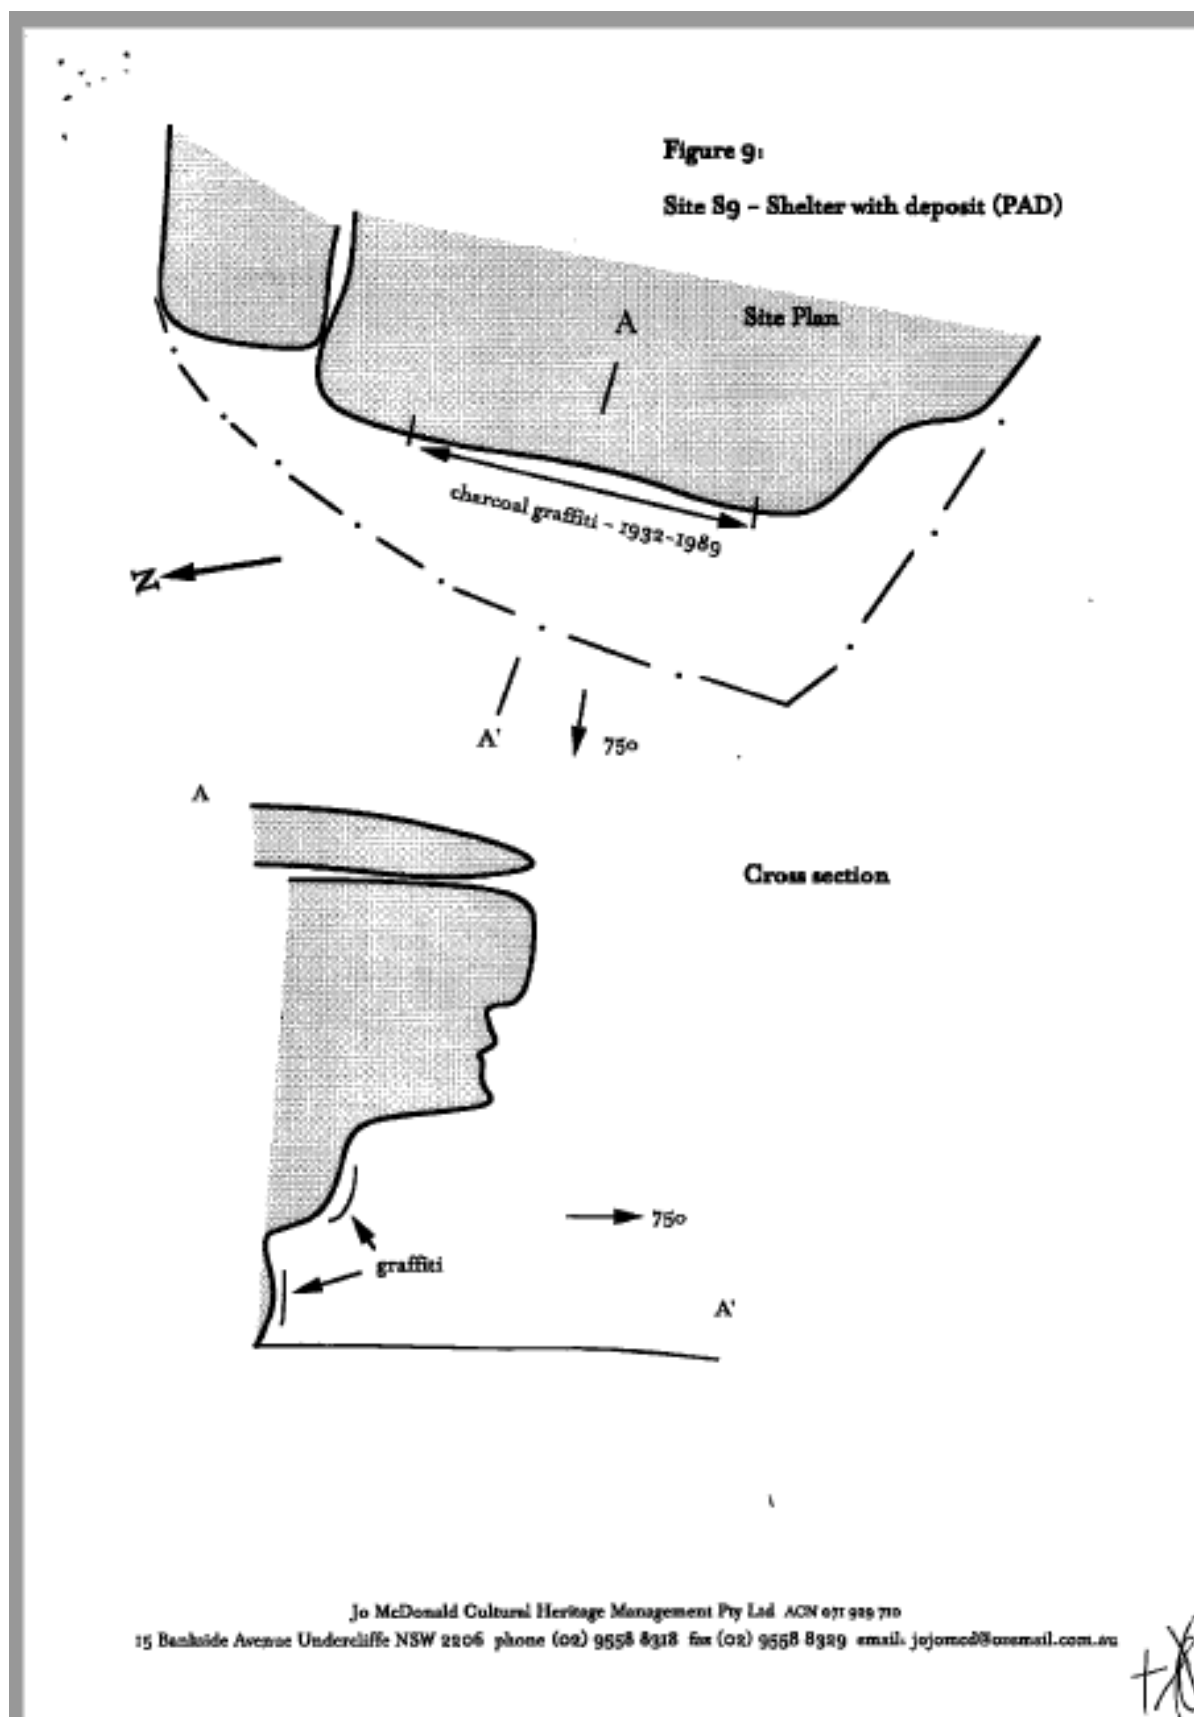 Figure 9:
Site S9 – Shelter with deposit (PAD)
A
Site Plan
charcoal graffiti – 1932-1989
N
A'
750
A
Cross section
750
graffiti
A'
Jo McDonald Cultural Heritage Management Pty Ltd ACN 071 929 710
15 Bankside Avenue Undercliffe NSW 2206 phone (02) 9558 8318 fax (02) 9558 8329 email: jojomcd@ozemail.com.au